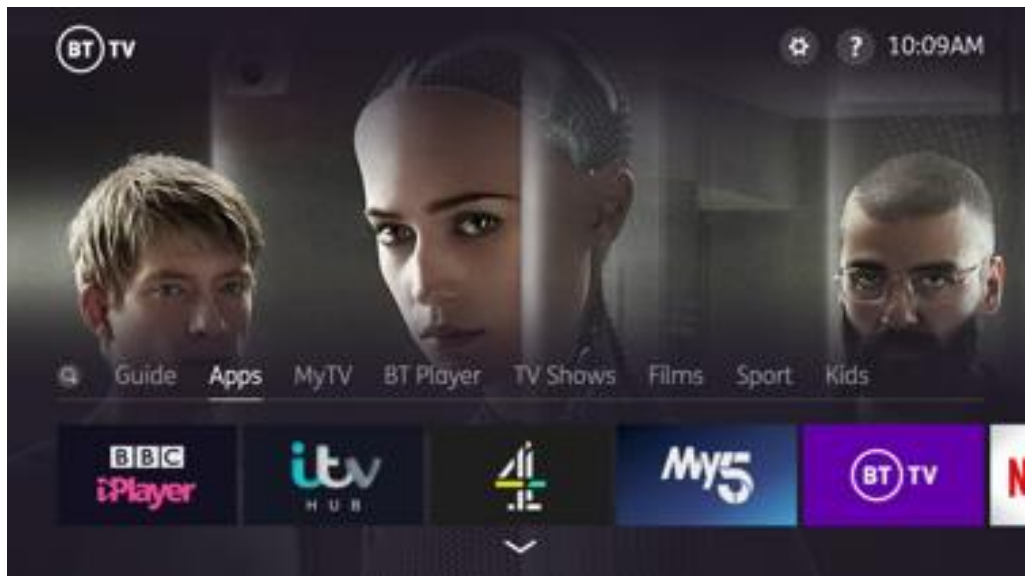 BT TV
? 10:09AM
Guide Apps MyTV BT Player TV Shows Films Sport Kids
BBC iPlayer
itv HUB
4
My5
BT TV
N